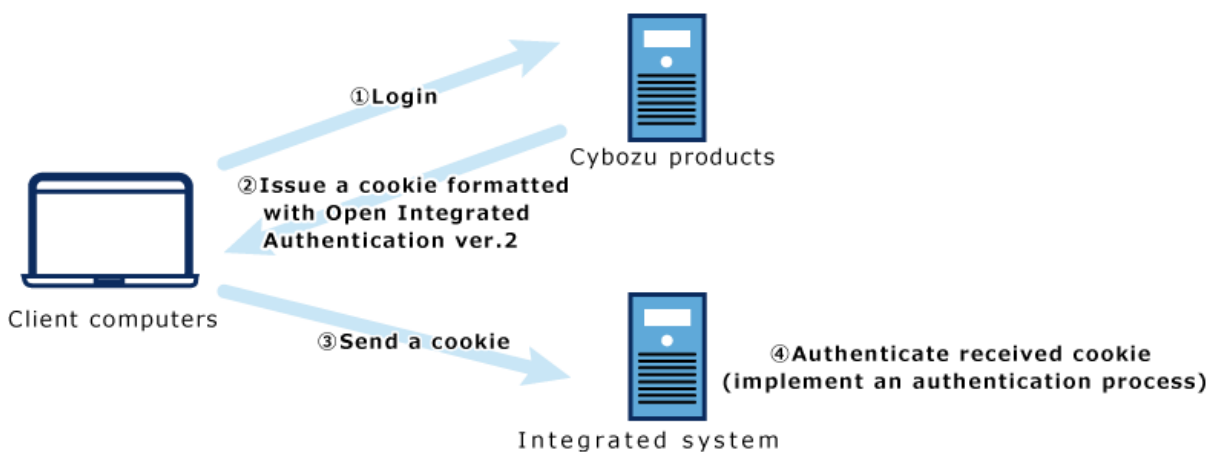 ①Login
Cybozu products
②Issue a cookie formatted
with Open Integrated
Authentication ver.2
Client computers
③Send a cookie
④Authenticate received cookie
(implement an authentication process)
Integrated system